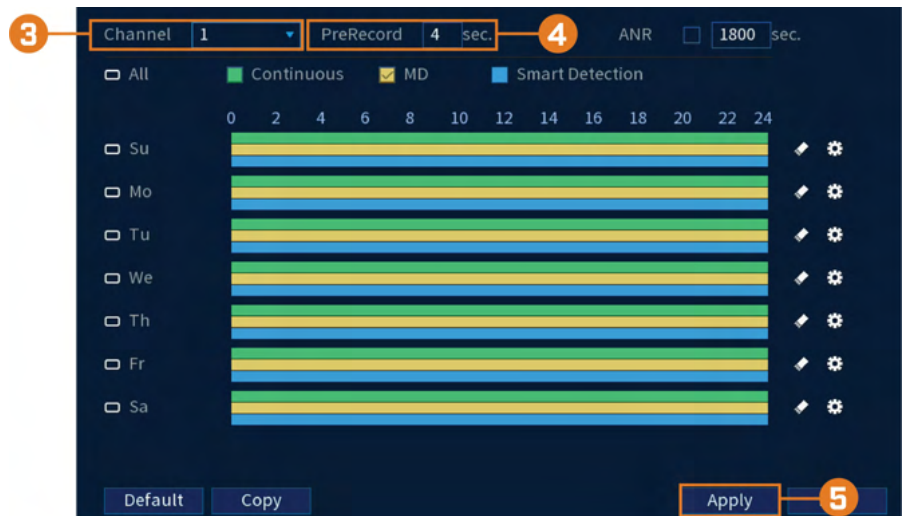 3 Channel 1 PreRecord 4 sec. 4 ANR 1800 sec.
All Continuous MD Smart Detection
0 2 4 6 8 10 12 14 16 18 20 22 24
Su
Mo
Tu
We
Th
Fr
Sa
Default Copy Apply 5